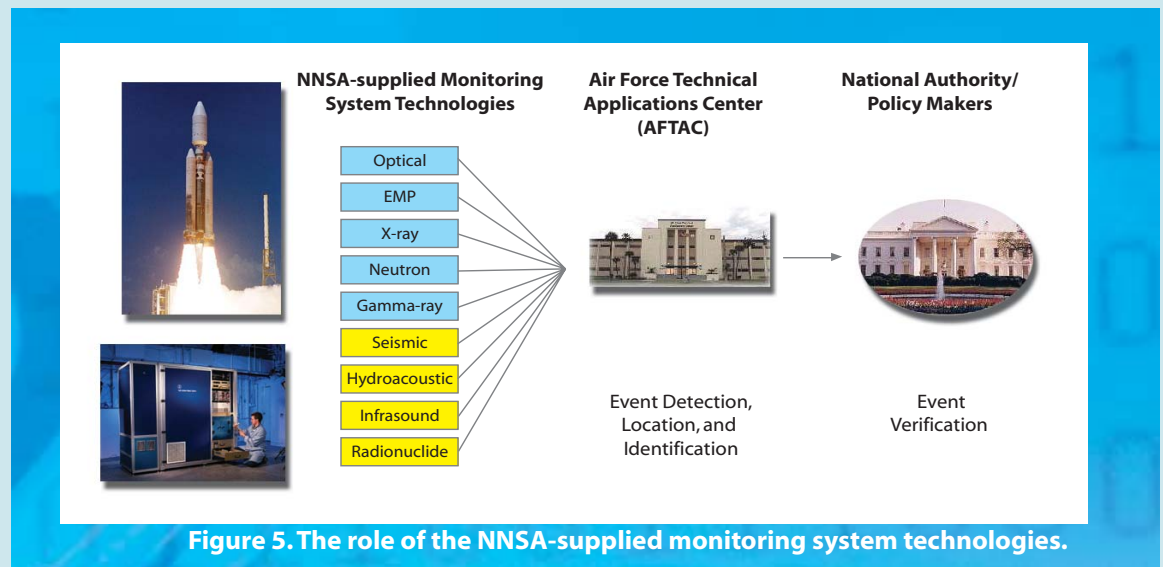 NNSA-supplied Monitoring
System Technologies
Optical
EMP
X-ray
Neutron
Gamma-ray
Seismic
Hydroacoustic
Infrasound
Radionuclide
Air Force Technical
Applications Center
(AFTAC)
Event Detection,
Location, and
Identification
National Authority/
Policy Makers
Event
Verification
Figure 5. The role of the NNSA-supplied monitoring system technologies.